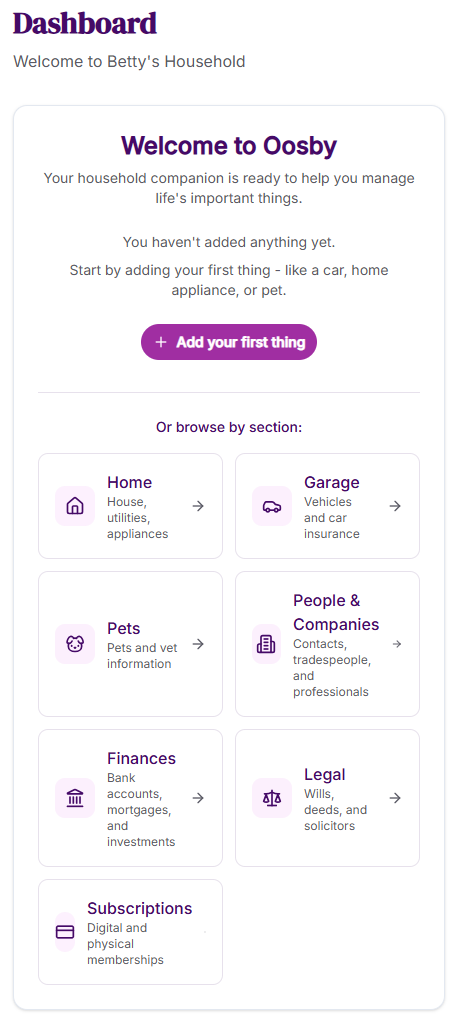 Dashboard
Welcome to Betty's Household
Welcome to Oosby
Your household companion is ready to help you manage
life's important things.
You haven't added anything yet.
Start by adding your first thing - like a car, home
appliance, or pet.
Add your first thing
Or browse by section:
Home
House,
utilities,
appliances
Garage
Vehicles
and car
insurance
Pets
Pets and vet
information
People &
Companies
Contacts,
tradespeople,
and
professionals
Finances
Bank
accounts,
mortgages,
and
investments
Legal
Wills,
deeds, and
solicitors
Subscriptions
Digital and
physical
memberships